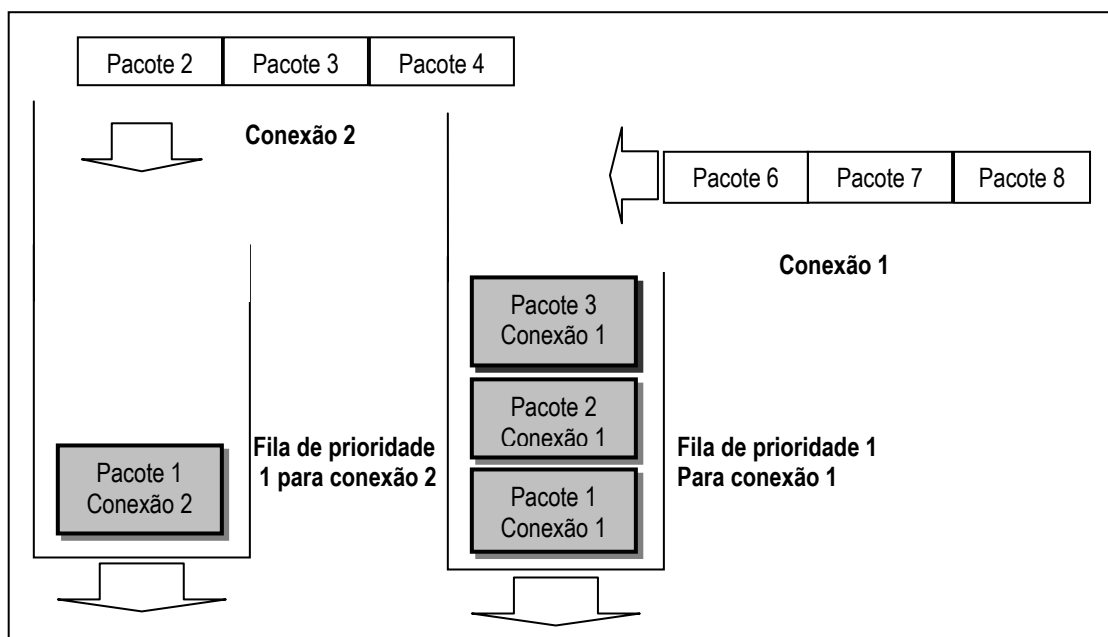 Pacote 2 Pacote 3 Pacote 4
Conexão 2
Pacote 6 Pacote 7 Pacote 8
Conexão 1
Pacote 3
Conexão 1
Pacote 2
Conexão 1
Pacote 1
Conexão 1
Fila de prioridade 1
Para conexão 1
Fila de prioridade
1 para conexão 2
Pacote 1
Conexão 2